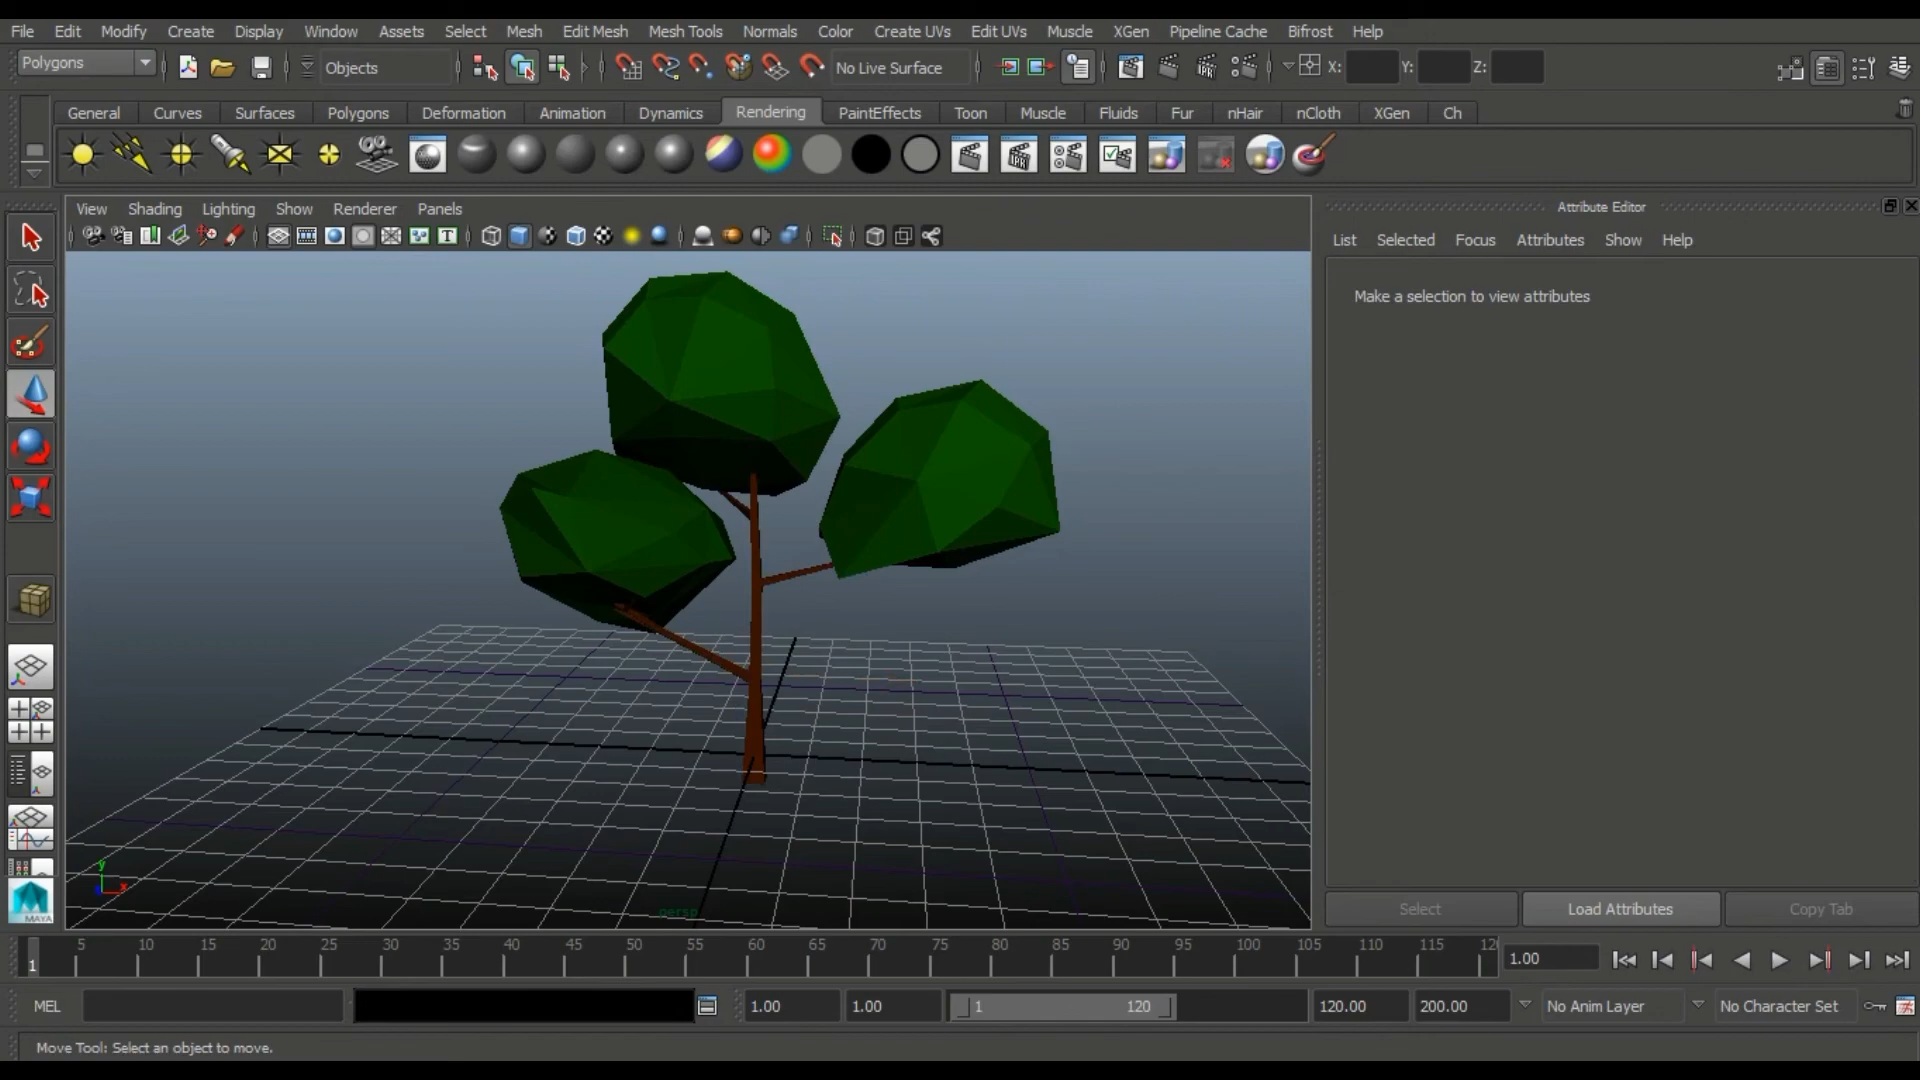 File Edit Modify Create Display Window Assets Select Mesh Edit Mesh Mesh Tools Normals Color Create UVs Edit UVs Muscle XGen Pipeline Cache Bifrost Help
Polygons Objects No Live Surface X: Y: Z:
General Curves Surfaces Polygons Deformation Animation Dynamics Rendering PaintEffects Toon Muscle Fluids Fur nHair nCloth XGen Ch
IPR
View Shading Lighting Show Renderer Panels
Attribute Editor
List Selected Focus Attributes Show Help
Make a selection to view attributes
y
x
persp
MAYA
Select Load Attributes Copy Tab
1 5 10 15 20 25 30 35 40 45 50 55 60 65 70 75 80 85 90 95 100 105 110 115 12 1.00
MEL 1.00 1.00 1 120 120.00 200.00 No Anim Layer No Character Set
Move Tool: Select an object to move.